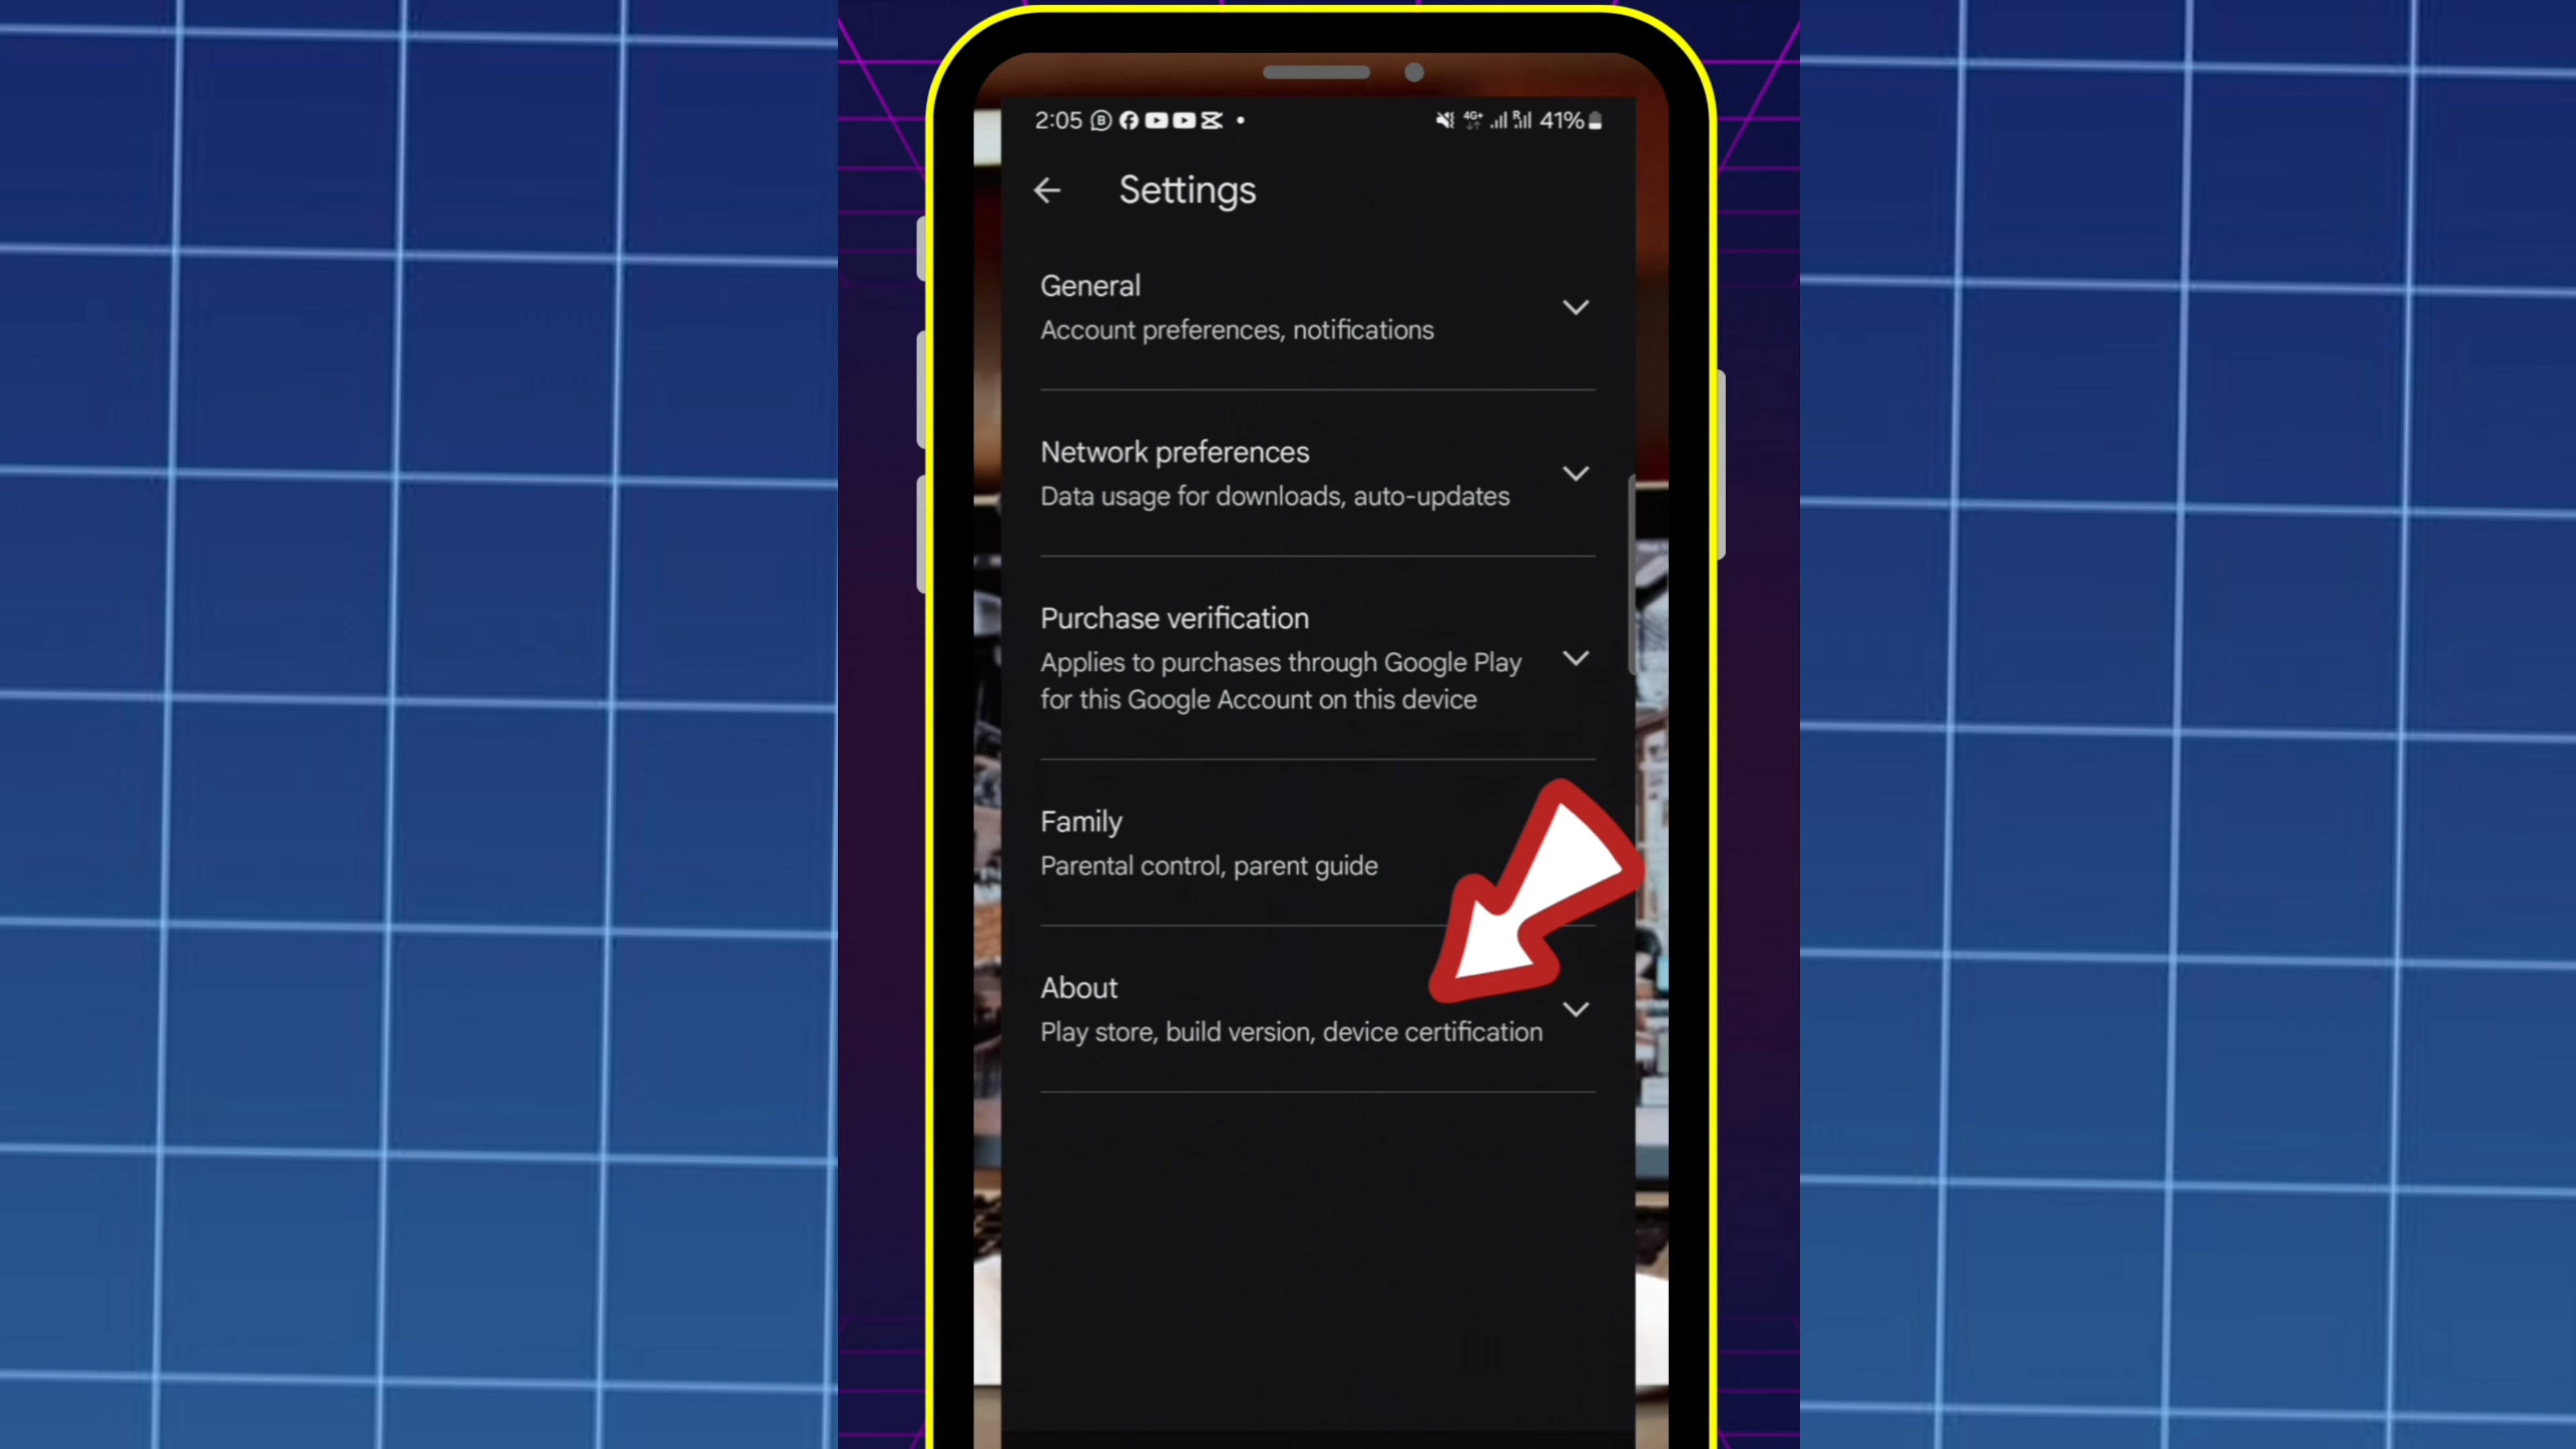 2:05
4G+ R 41%
Settings
General
Account preferences, notifications
Network preferences
Data usage for downloads, auto-updates
Purchase verification
Applies to purchases through Google Play
for this Google Account on this device
Family
Parental control, parent guide
About
Play store, build version, device certification